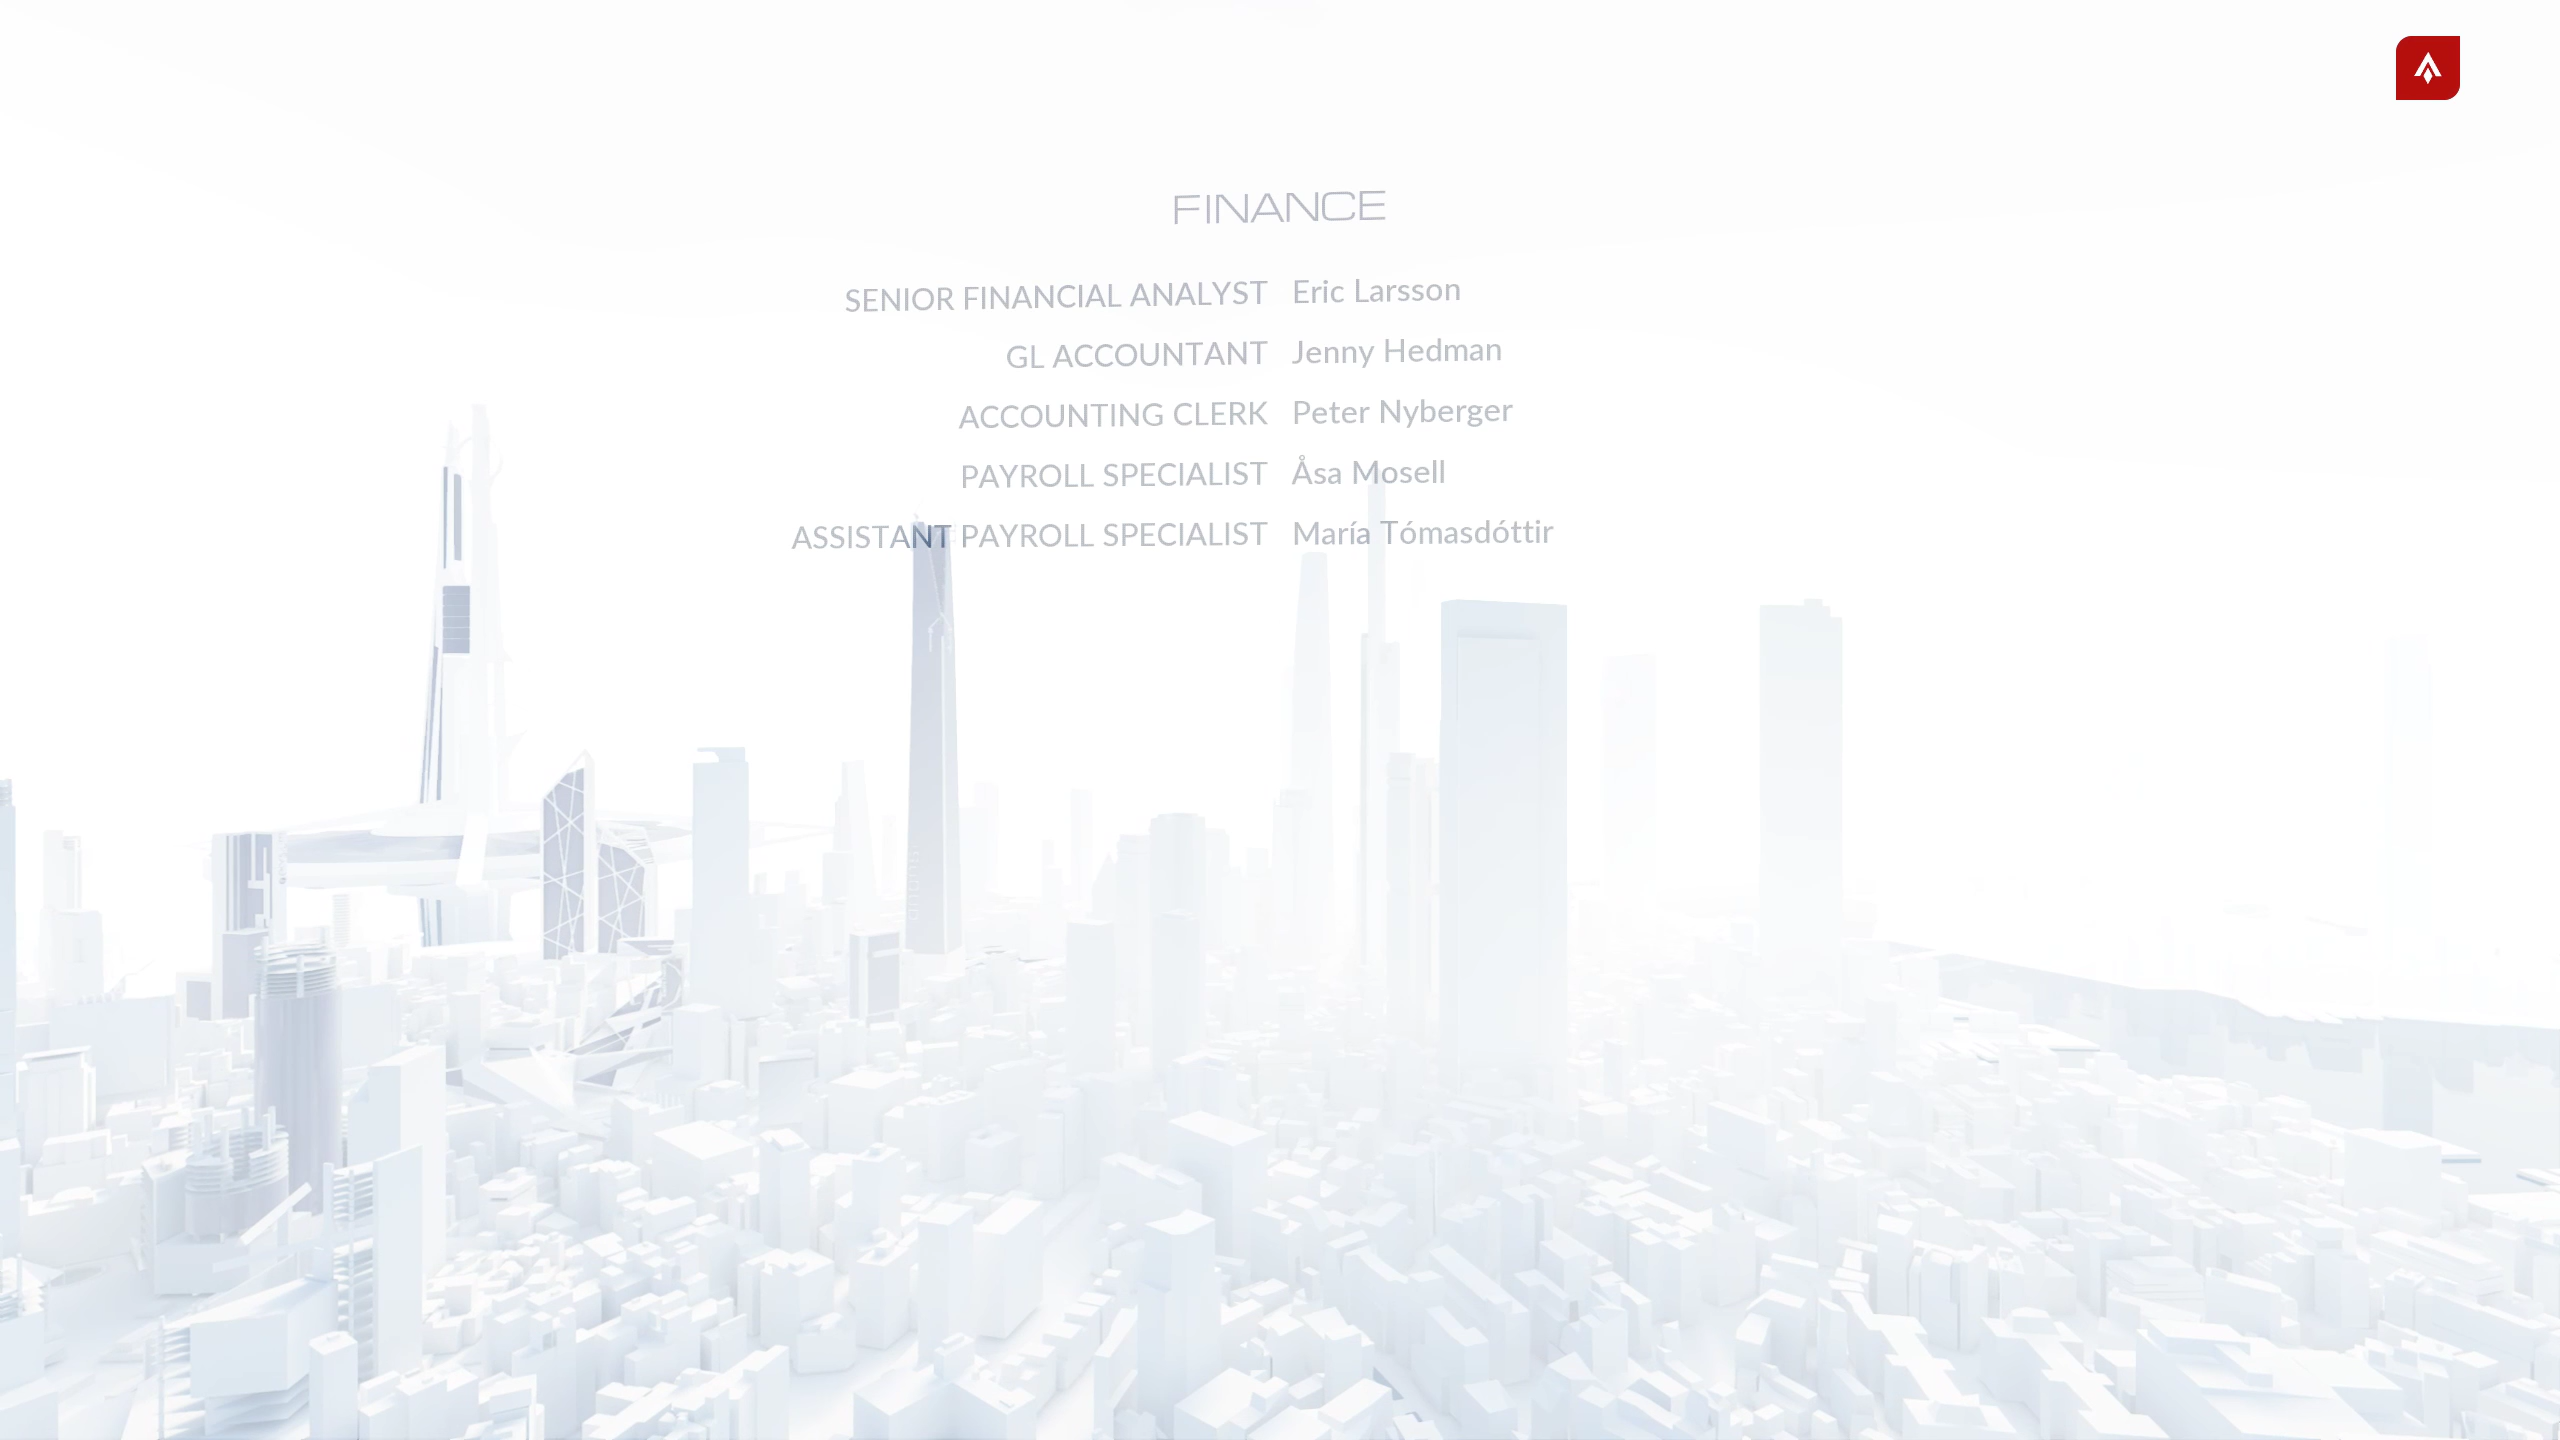 FINANCE
SENIOR FINANCIAL ANALYST Eric Larsson
GL ACCOUNTANT Jenny Hedman
ACCOUNTING CLERK Peter Nyberger
PAYROLL SPECIALIST Åsa Mosell
ASSISTANT PAYROLL SPECIALIST María Tómasdóttir